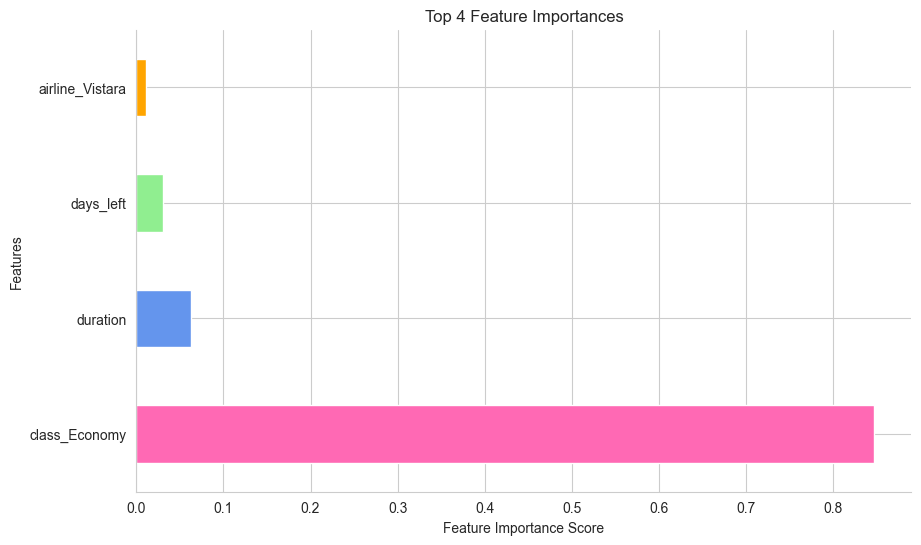 Top 4 Feature Importances
airline_Vistara
days_left
duration
class_Economy
Features
0.0 0.1 0.2 0.3 0.4 0.5 0.6 0.7 0.8
Feature Importance Score